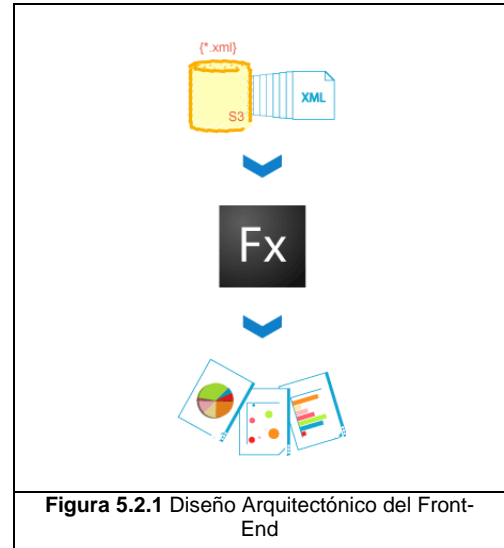 {*.xml}
S3
XML
Fx
Figura 5.2.1 Diseño Arquitectónico del Front-
End